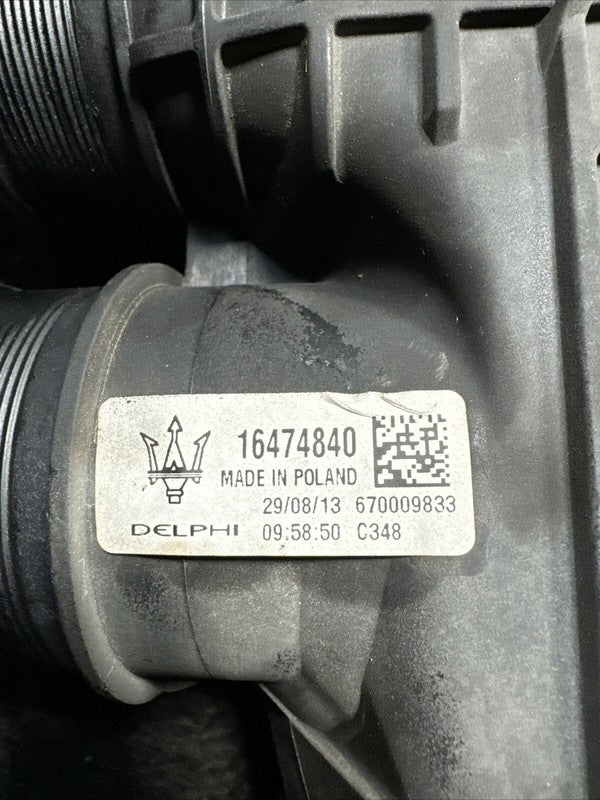 16474840
MADE IN POLAND
29/08/13 670009833
DELPHI 09:58:50 C348